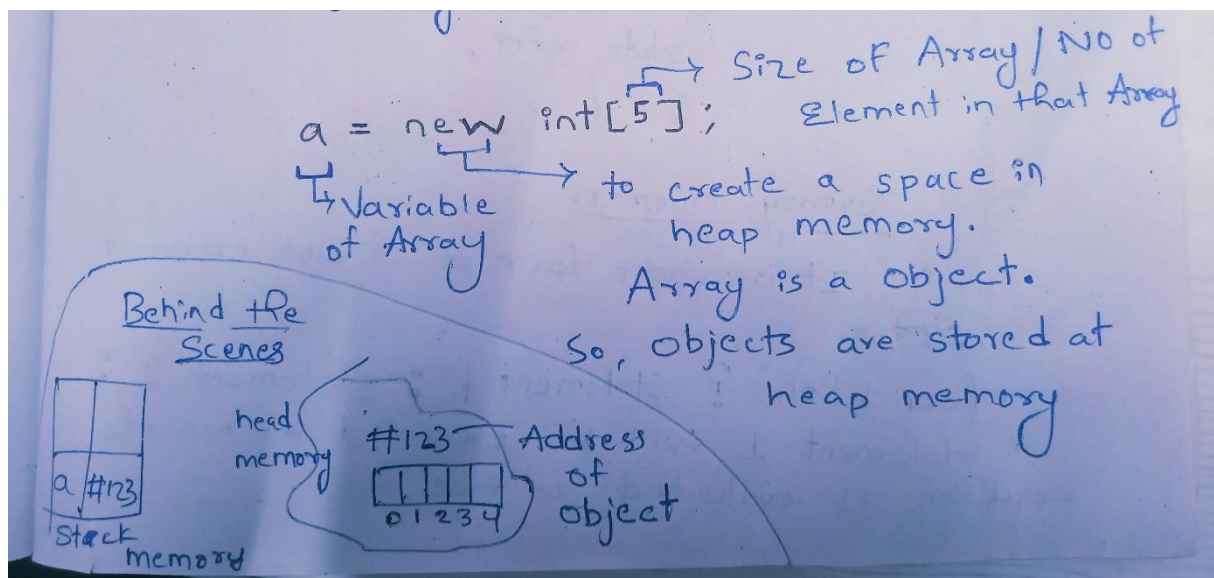 Size of Array / No of
Element in that Array
a = new int[5];
Variable
of Array
to create a space in
heap memory.
Array is a object.
So, objects are stored at
heap memory
Behind the
Scenes
a #123
Stack
memory
head
memory
#123
0 1 2 3 4
Address
of
object